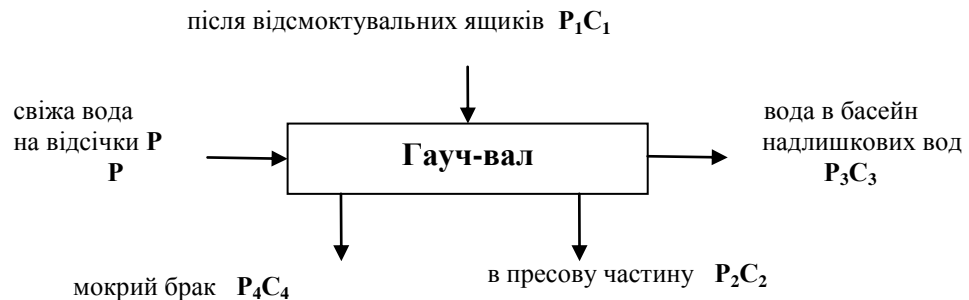 після відсмоктувальних ящиків P₁C₁
свіжа вода
на відсічки P
P
Гауч-вал
вода в басейн
надлишкових вод
P₃C₃
мокрий брак P₄C₄
в пресову частину P₂C₂